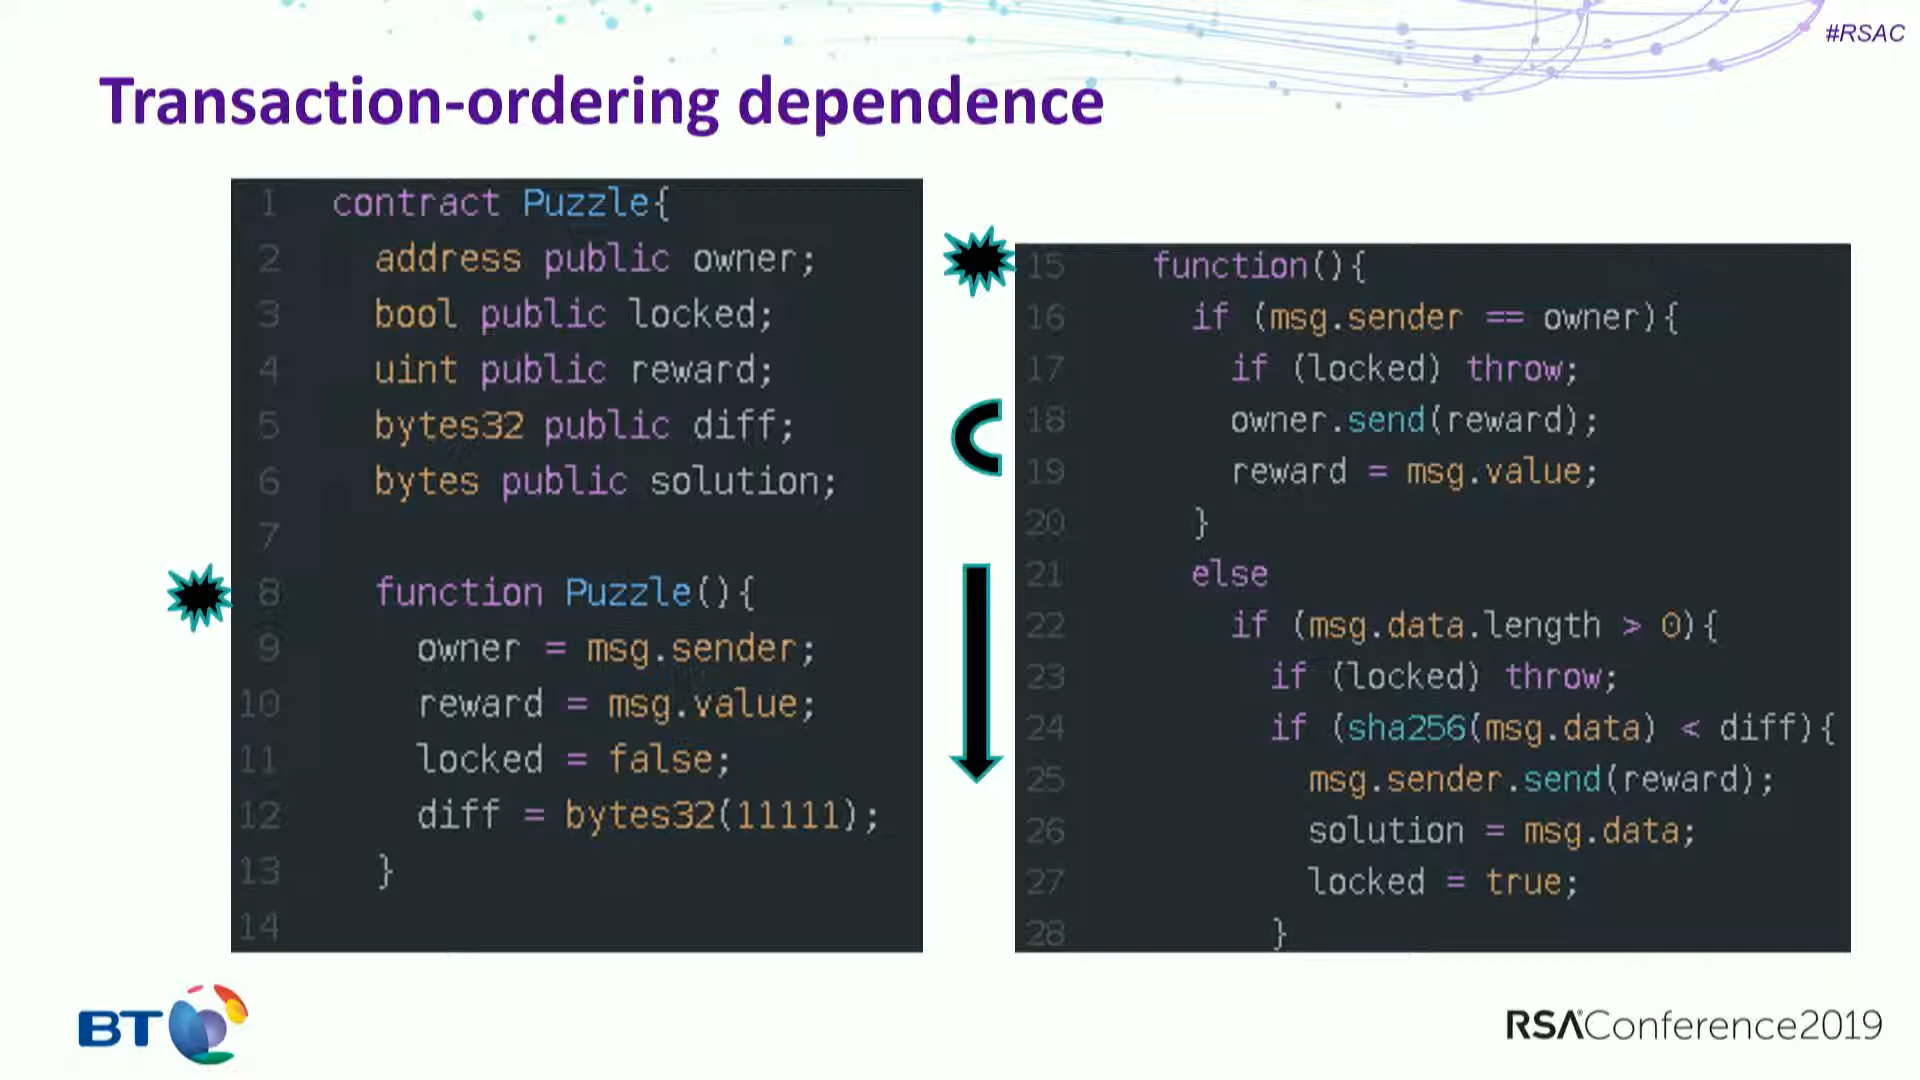 #RSAC
Transaction-ordering dependence
1 contract Puzzle{
2 address public owner;
3 bool public locked;
4 uint public reward;
5 bytes32 public diff;
6 bytes public solution;
7
8 function Puzzle(){
9 owner = msg.sender;
10 reward = msg.value;
11 locked = false;
12 diff = bytes32(11111);
13 }
14
15 function(){
16 if (msg.sender == owner){
17 if (locked) throw;
18 owner.send(reward);
19 reward = msg.value;
20 }
21 else
22 if (msg.data.length > 0){
23 if (locked) throw;
24 if (sha256(msg.data) < diff){
25 msg.sender.send(reward);
26 solution = msg.data;
27 locked = true;
28 }
BT
RSAConference2019